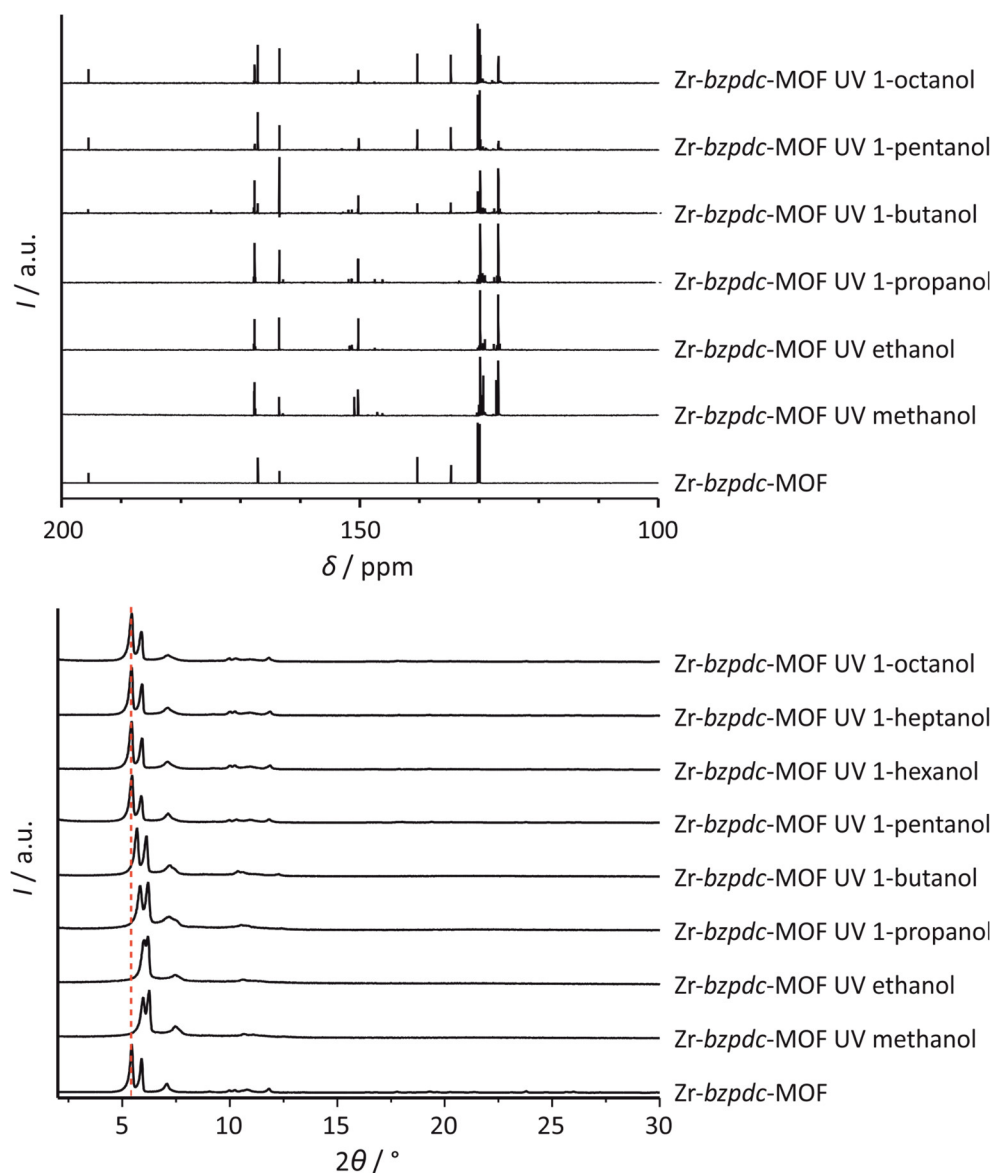 Zr-bzpdc-MOF UV 1-octanol
Zr-bzpdc-MOF UV 1-pentanol
Zr-bzpdc-MOF UV 1-butanol
Zr-bzpdc-MOF UV 1-propanol
Zr-bzpdc-MOF UV ethanol
Zr-bzpdc-MOF UV methanol
Zr-bzpdc-MOF
I / a.u.
200 150 100
δ / ppm
Zr-bzpdc-MOF UV 1-octanol
Zr-bzpdc-MOF UV 1-heptanol
Zr-bzpdc-MOF UV 1-hexanol
Zr-bzpdc-MOF UV 1-pentanol
Zr-bzpdc-MOF UV 1-butanol
Zr-bzpdc-MOF UV 1-propanol
Zr-bzpdc-MOF UV ethanol
Zr-bzpdc-MOF UV methanol
Zr-bzpdc-MOF
I / a.u.
5 10 15 20 25 30
2θ / °